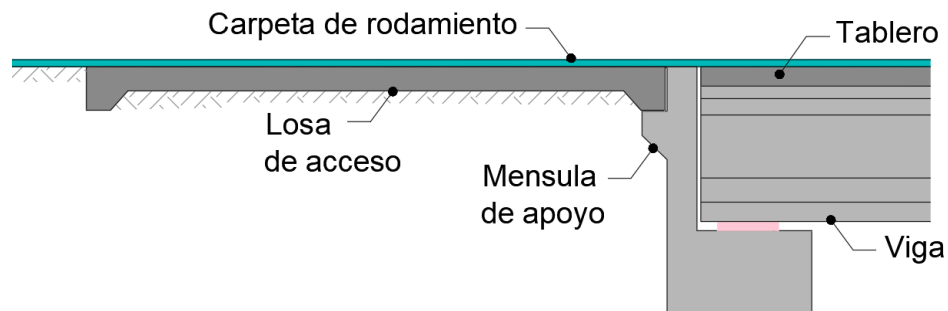 Carpeta de rodamiento
Tablero
Losa
de acceso
Mensula
de apoyo
Viga